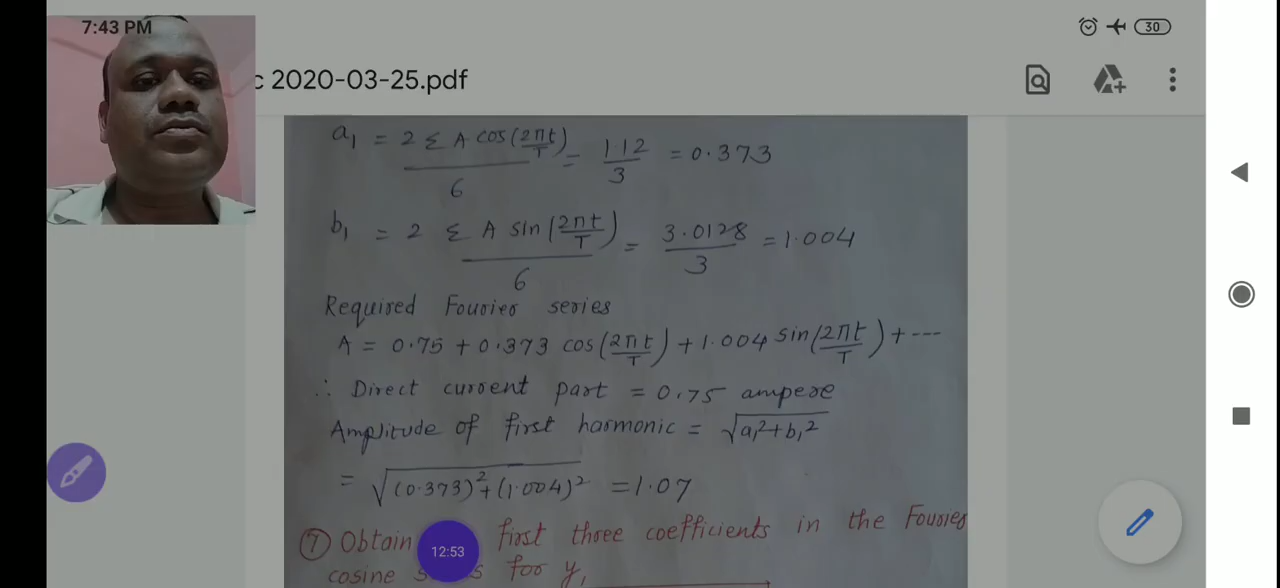 7:43 PM
30
c 2020-03-25.pdf
a₁ = 2 Σ A cos(2πt/T) / 6 = 1.12/3 = 0.373
b₁ = 2 Σ A sin(2πt/T) / 6 = 3.0128/3 = 1.004
Required Fourier series
A = 0.75 + 0.373 cos(2πt/T) + 1.004 sin(2πt/T) + ---
∴ Direct current part = 0.75 ampere
Amplitude of first harmonic = √(a₁²+b₁²)
= √((0.373)²+(1.004)²) = 1.07
⑦ Obtain first three coefficients in the Fourier
cosine for y,
12:53